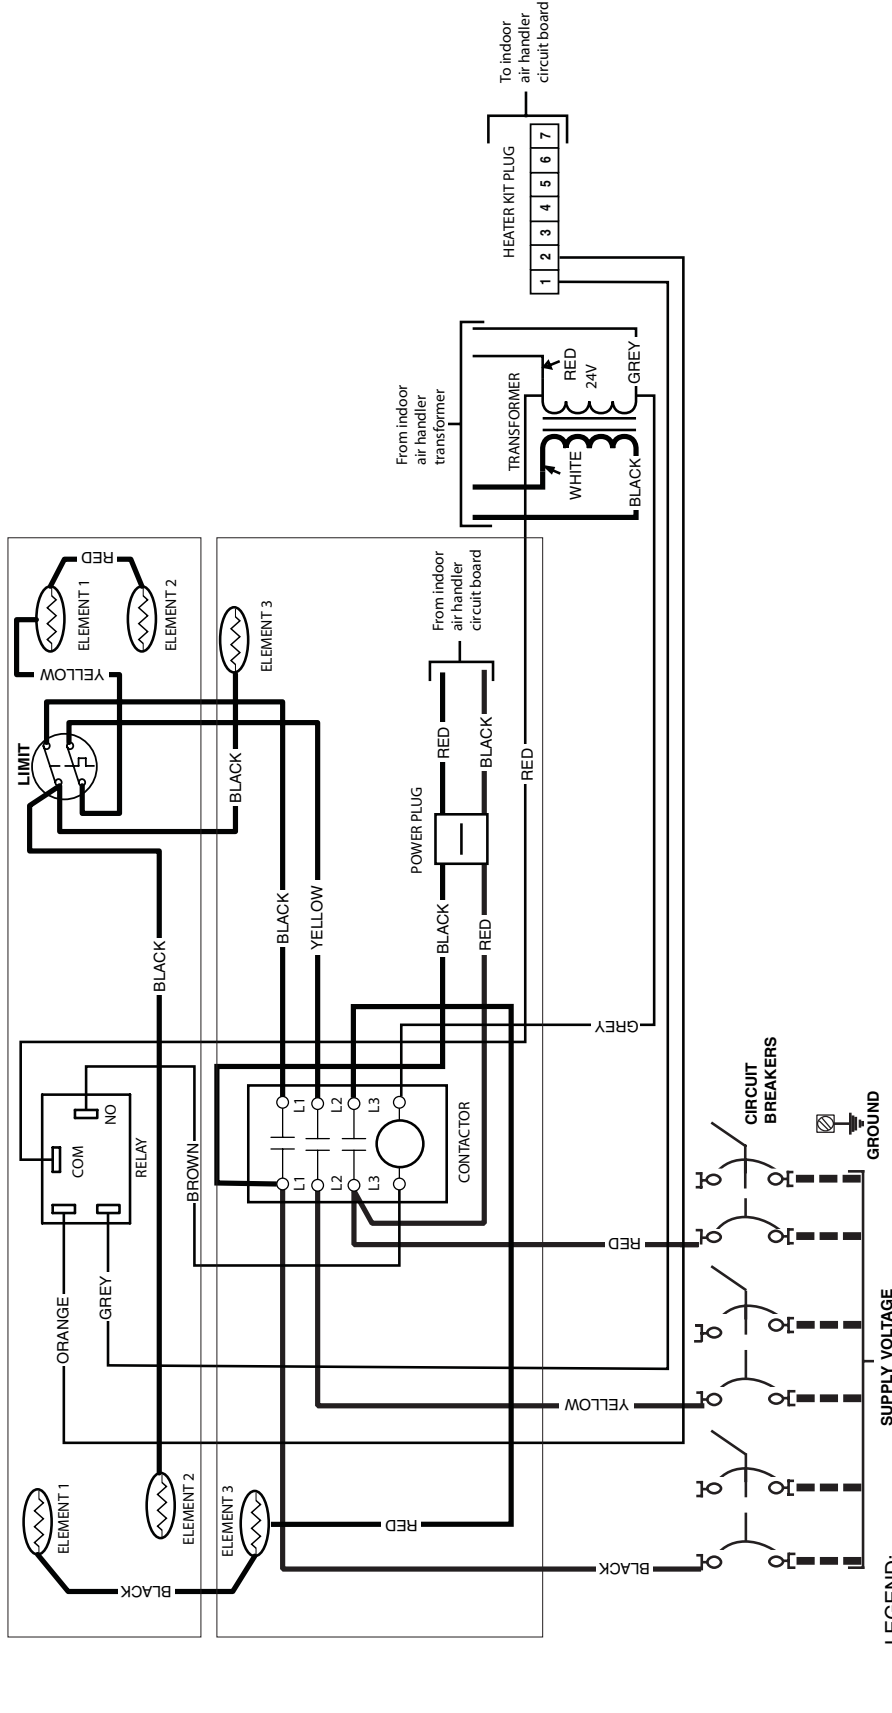 To indoor
air handler
circuit board
HEATER KIT PLUG
1 2 3 4 5 6 7
From indoor
air handler
transformer
TRANSFORMER
RED
24V
GREY
WHITE
BLACK
RED
ELEMENT 1
ELEMENT 2
YELLOW
LIMIT
ELEMENT 3
BLACK
From indoor
air handler
circuit board
RED
BLACK
RED
POWER PLUG
BLACK
RED
BLACK
YELLOW
BLACK
GREY
NO
COM
RELAY
BROWN
L1
L2
L3
L1
L2
L3
CONTACTOR
ORANGE
GREY
RED
YELLOW
BLACK
ELEMENT 1
ELEMENT 2
ELEMENT 3
BLACK
RED
CIRCUIT
BREAKERS
GROUND
SUPPLY VOLTAGE
LEGEND: